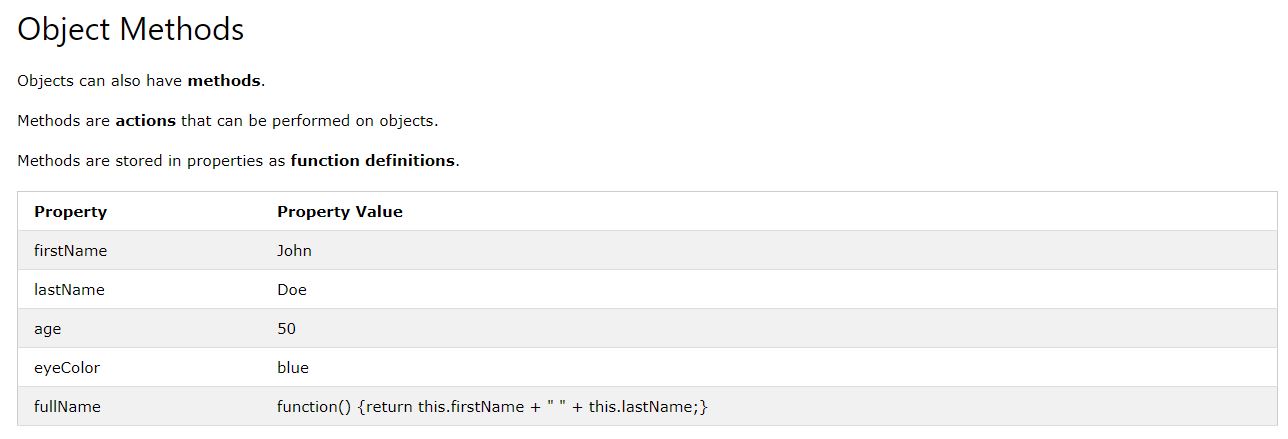 Object Methods
Objects can also have methods.
Methods are actions that can be performed on objects.
Methods are stored in properties as function definitions.
Property Property Value
firstName John
lastName Doe
age 50
eyeColor blue
fullName function() {return this.firstName + " " + this.lastName;}